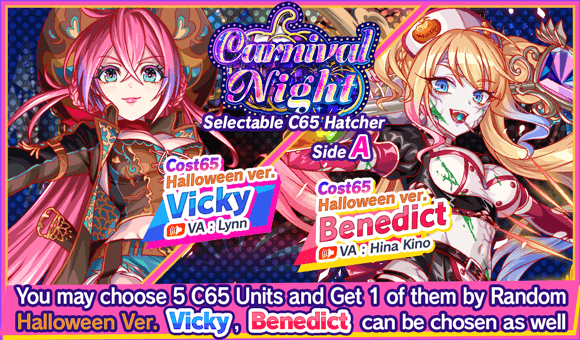 Carnival
Night
Selectable C65 Hatcher
Side A
Cost65
Halloween ver.
Vicky
VA : Lynn
Cost65
Halloween ver.
Benedict
VA : Hina Kino
You may choose 5 C65 Units and Get 1 of them by Random
Halloween Ver. Vicky, Benedict can be chosen as well